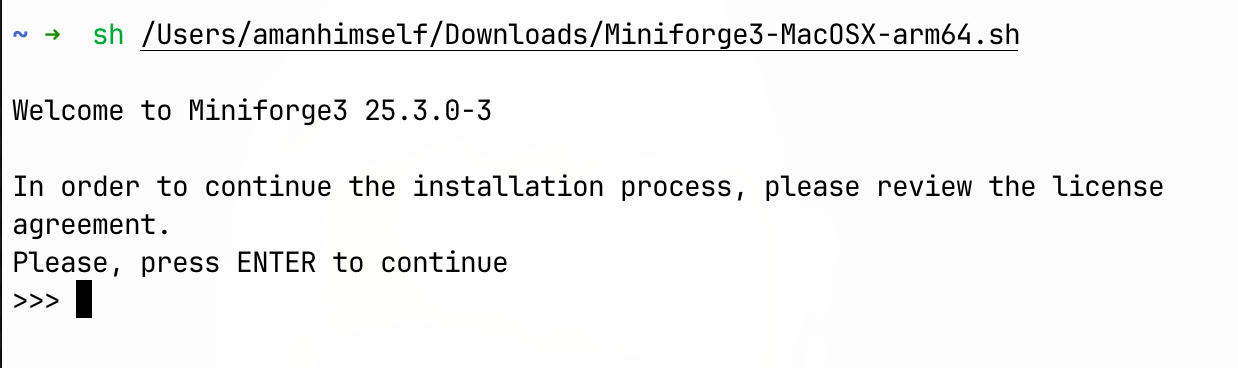 ~ → sh /Users/amanhimself/Downloads/Miniforge3-MacOSX-arm64.sh
Welcome to Miniforge3 25.3.0-3
In order to continue the installation process, please review the license
agreement.
Please, press ENTER to continue
>>>